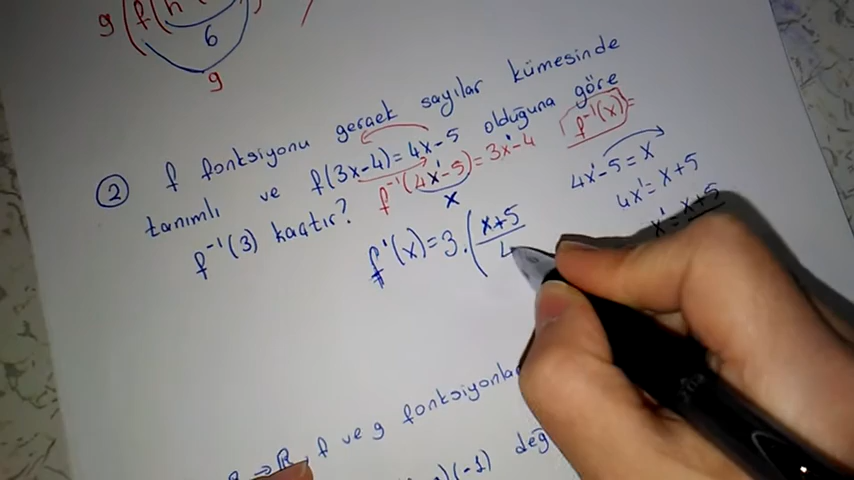 g(f(h
6
g
② f fonksiyonu gerçek sayılar kümesinde
tanımlı ve f(3x-4)=4x-5 olduğuna göre
f⁻¹(3) kaçtır?
f⁻¹(4x'-5)=3x'-4
x
f⁻¹(x)=
4x'-5=x
4x'=x+5
x'=x+5
f'(x)=3.(x+5
4
f ve g fonksiyonla
→ R,
)(-1) değ